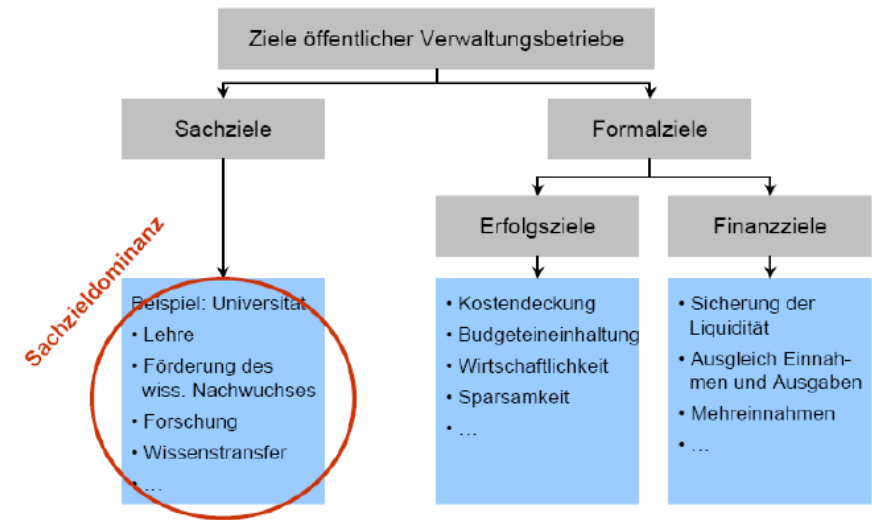 Ziele öffentlicher Verwaltungsbetriebe
Sachziele
Formalziele
Erfolgsziele
Finanzziele
Sachzieldominanz
Beispiel: Universität
• Lehre
• Förderung des
wiss. Nachwuchses
• Forschung
• Wissenstransfer
• …
• Kostendeckung
• Budgeteineinhaltung
• Wirtschaftlichkeit
• Sparsamkeit
• …
• Sicherung der
Liquidität
• Ausgleich Einnah-
men und Ausgaben
• Mehreinnahmen
• …